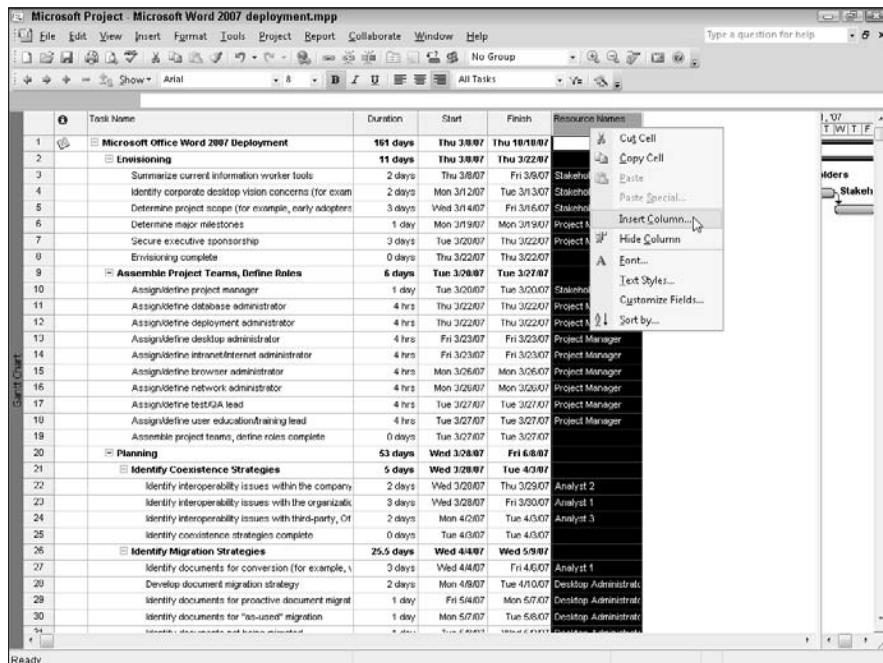 Microsoft Project - Microsoft Word 2007 deployment.mpp
File Edit View Insert Format Tools Project Report Collaborate Window Help
Type a question for help
No Group
Show Arial 8 B I U All Tasks
Task Name Duration Start Finish Resource Names
, '07
T W T F
1 Microsoft Office Word 2007 Deployment 161 days Thu 3/8/07 Thu 10/18/07
2 Envisioning 11 days Thu 3/8/07 Thu 3/22/07
3 Summarize current information worker tools 2 days Thu 3/8/07 Fri 3/9/07 Stakehol
4 Identify corporate desktop vision concerns (for exam 2 days Mon 3/12/07 Tue 3/13/07 Stakehol
5 Determine project scope (for example, early adopters 3 days Wed 3/14/07 Fri 3/16/07 Stakehol
6 Determine major milestones 1 day Mon 3/19/07 Mon 3/19/07 Project M
7 Secure executive sponsorship 3 days Tue 3/20/07 Thu 3/22/07 Project M
8 Envisioning complete 0 days Thu 3/22/07 Thu 3/22/07
9 Assemble Project Teams, Define Roles 6 days Tue 3/20/07 Tue 3/27/07
10 Assign/define project manager 1 day Tue 3/20/07 Tue 3/20/07 Stakehol
11 Assign/define database administrator 4 hrs Thu 3/22/07 Thu 3/22/07 Project M
12 Assign/define deployment administrator 4 hrs Thu 3/22/07 Thu 3/22/07 Project M
13 Assign/define desktop administrator 4 hrs Fri 3/23/07 Fri 3/23/07 Project Manager
14 Assign/define intranet/internet administrator 4 hrs Fri 3/23/07 Fri 3/23/07 Project Manager
15 Assign/define browser administrator 4 hrs Mon 3/26/07 Mon 3/26/07 Project Manager
16 Assign/define network administrator 4 hrs Mon 3/26/07 Mon 3/26/07 Project Manager
17 Assign/define test/QA lead 4 hrs Tue 3/27/07 Tue 3/27/07 Project Manager
18 Assign/define user education/training lead 4 hrs Tue 3/27/07 Tue 3/27/07 Project Manager
19 Assemble project teams, define roles complete 0 days Tue 3/27/07 Tue 3/27/07
20 Planning 53 days Wed 3/28/07 Fri 6/8/07
21 Identify Coexistence Strategies 5 days Wed 3/28/07 Tue 4/3/07
22 Identify interoperability issues within the company, 2 days Wed 3/28/07 Thu 3/29/07 Analyst 2
23 Identify interoperability issues with the organizatic 3 days Wed 3/28/07 Fri 3/30/07 Analyst 1
24 Identify interoperability issues with third-party, Of 2 days Mon 4/2/07 Tue 4/3/07 Analyst 3
25 Identify coexistence strategies complete 0 days Tue 4/3/07 Tue 4/3/07
26 Identify Migration Strategies 25.5 days Wed 4/4/07 Wed 5/9/07
27 Identify documents for conversion (for example, v 3 days Wed 4/4/07 Fri 4/6/07 Analyst 1
28 Develop document migration strategy 2 days Mon 4/9/07 Tue 4/10/07 Desktop Administrato
29 Identify documents for proactive document migrat 1 day Fri 5/4/07 Mon 5/7/07 Desktop Administrato
30 Identify documents for "as-used" migration 1 day Mon 5/7/07 Tue 5/8/07 Desktop Administrato
Cut Cell
Copy Cell
Paste
Paste Special...
Insert Column...
Hide Column
Font...
Text Styles...
Customize Fields...
Sort by...
olders
Stakeh
Gantt Chart
Ready